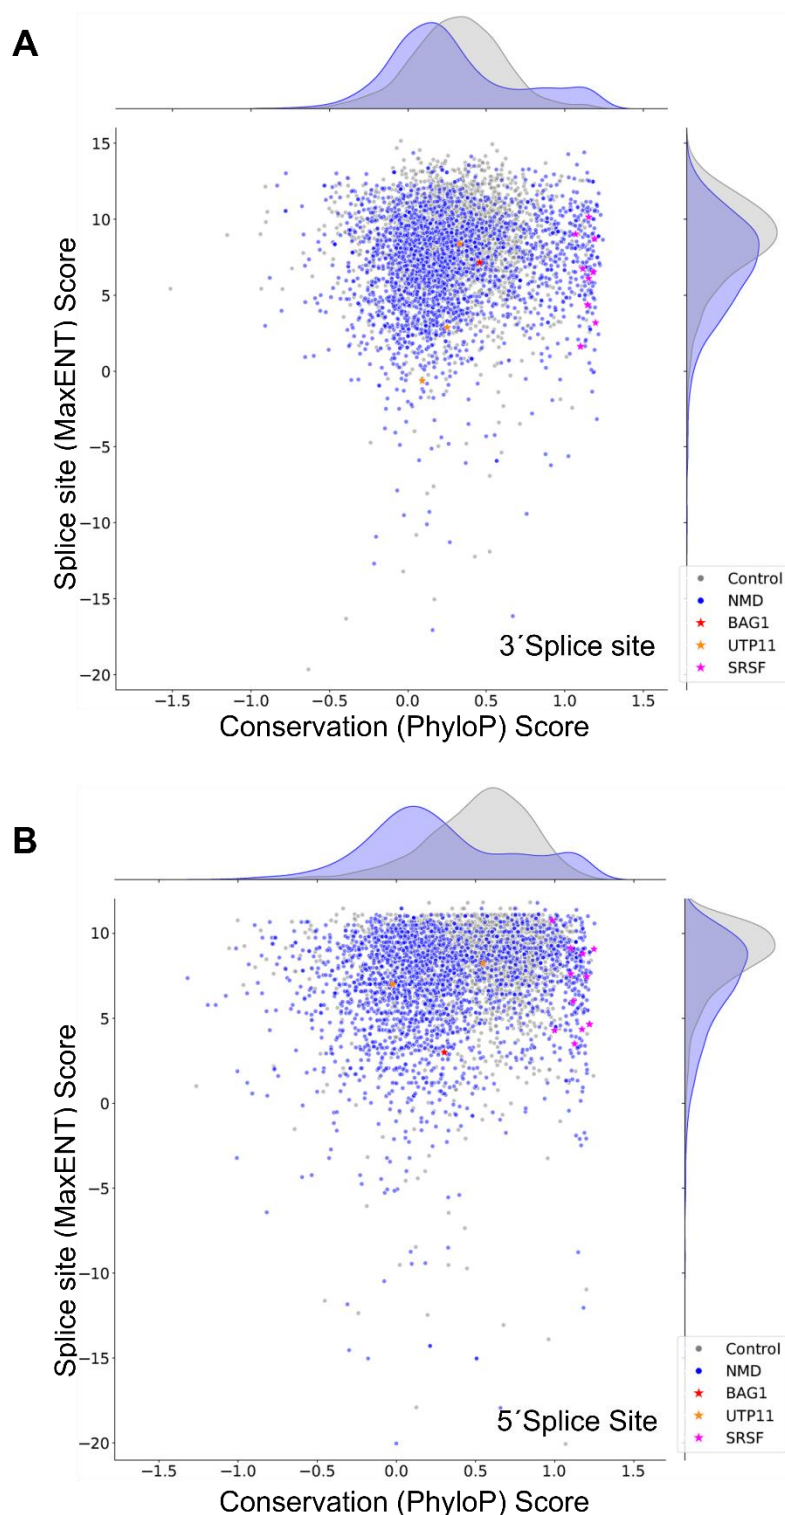 A
15
10
5
0
−5
−10
−15
−20
Splice site (MaxENT) Score
−1.5 −1.0 −0.5 0.0 0.5 1.0 1.5
Conservation (PhyloP) Score
3´Splice site
Control
NMD
BAG1
UTP11
SRSF
B
10
5
0
−5
−10
−15
−20
Splice site (MaxENT) Score
−1.5 −1.0 −0.5 0.0 0.5 1.0 1.5
Conservation (PhyloP) Score
5´Splice Site
Control
NMD
BAG1
UTP11
SRSF